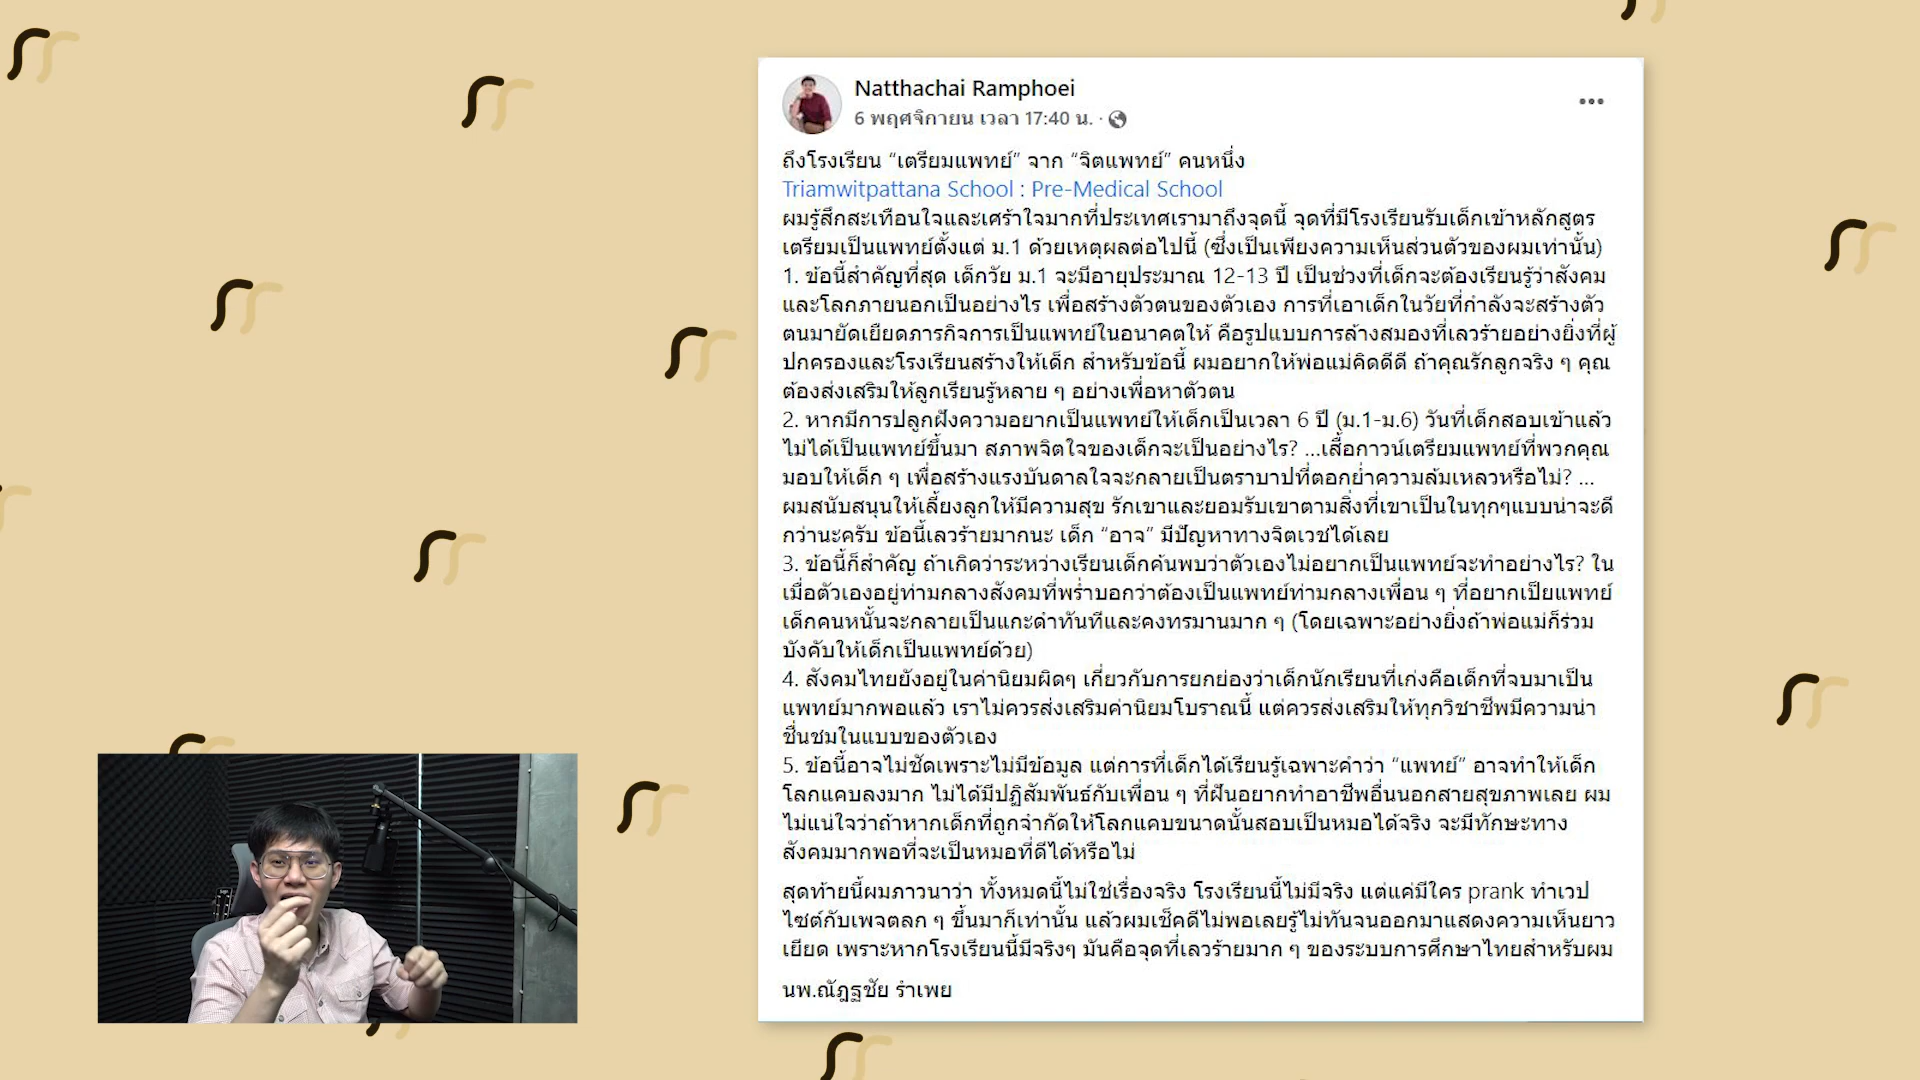 Natthachai Ramphoei
6 พฤศจิกายน เวลา 17:40 น. ·
ถึงโรงเรียน “เตรียมแพทย์” จาก “จิตแพทย์” คนหนึ่ง
Triamwitpattana School : Pre-Medical School
ผมรู้สึกสะเทือนใจและเศร้าใจมากที่ประเทศเรามาถึงจุดนี้ จุดที่มีโรงเรียนรับเด็กเข้าหลักสูตร
เตรียมเป็นแพทย์ตั้งแต่ ม.1 ด้วยเหตุผลต่อไปนี้ (ซึ่งเป็นเพียงความเห็นส่วนตัวของผมเท่านั้น)
1. ข้อนี้สำคัญที่สุด เด็กวัย ม.1 จะมีอายุประมาณ 12-13 ปี เป็นช่วงที่เด็กจะต้องเรียนรู้ว่าสังคม
และโลกภายนอกเป็นอย่างไร เพื่อสร้างตัวตนของตัวเอง การที่เอาเด็กในวัยที่กำลังจะสร้างตัว
ตนมายัดเยียดภารกิจการเป็นแพทย์ในอนาคตให้ คือรูปแบบการล้างสมองที่เลวร้ายอย่างยิ่งที่ผู้
ปกครองและโรงเรียนสร้างให้เด็ก สำหรับข้อนี้ ผมอยากให้พ่อแม่คิดดีดี ถ้าคุณรักลูกจริง ๆ คุณ
ต้องส่งเสริมให้ลูกเรียนรู้หลาย ๆ อย่างเพื่อหาตัวตน
2. หากมีการปลูกฝังความอยากเป็นแพทย์ให้เด็กเป็นเวลา 6 ปี (ม.1-ม.6) วันที่เด็กสอบเข้าแล้ว
ไม่ได้เป็นแพทย์ขึ้นมา สภาพจิตใจของเด็กจะเป็นอย่างไร? ...เสื้อกาวน์เตรียมแพทย์ที่พวกคุณ
มอบให้เด็ก ๆ เพื่อสร้างแรงบันดาลใจจะกลายเป็นตราบาปที่ตอกย้ำความล้มเหลวหรือไม่? ...
ผมสนับสนุนให้เลี้ยงลูกให้มีความสุข รักเขาและยอมรับเขาตามสิ่งที่เขาเป็นในทุกๆแบบน่าจะดี
กว่านะครับ ข้อนี้เลวร้ายมากนะ เด็ก “อาจ” มีปัญหาทางจิตเวชได้เลย
3. ข้อนี้ก็สำคัญ ถ้าเกิดว่าระหว่างเรียนเด็กค้นพบว่าตัวเองไม่อยากเป็นแพทย์จะทำอย่างไร? ใน
เมื่อตัวเองอยู่ท่ามกลางสังคมที่พร่ำบอกว่าต้องเป็นแพทย์ท่ามกลางเพื่อน ๆ ที่อยากเปียแพทย์
เด็กคนหนั้นจะกลายเป็นแกะดำทันทีและคงทรมานมาก ๆ (โดยเฉพาะอย่างยิ่งถ้าพ่อแม่ก็ร่วม
บังคับให้เด็กเป็นแพทย์ด้วย)
4. สังคมไทยยังอยู่ในค่านิยมผิดๆ เกี่ยวกับการยกย่องว่าเด็กนักเรียนที่เก่งคือเด็กที่จบมาเป็น
แพทย์มากพอแล้ว เราไม่ควรส่งเสริมค่านิยมโบราณนี้ แต่ควรส่งเสริมให้ทุกวิชาชีพมีความน่า
ชื่นชมในแบบของตัวเอง
5. ข้อนี้อาจไม่ชัดเพราะไม่มีข้อมูล แต่การที่เด็กได้เรียนรู้เฉพาะคำว่า “แพทย์” อาจทำให้เด็ก
โลกแคบลงมาก ไม่ได้มีปฏิสัมพันธ์กับเพื่อน ๆ ที่ฝันอยากทำอาชีพอื่นนอกสายสุขภาพเลย ผม
ไม่แน่ใจว่าถ้าหากเด็กที่ถูกจำกัดให้โลกแคบขนาดนั้นสอบเป็นหมอได้จริง จะมีทักษะทาง
สังคมมากพอที่จะเป็นหมอที่ดีได้หรือไม่
สุดท้ายนี้ผมภาวนาว่า ทั้งหมดนี้ไม่ใช่เรื่องจริง โรงเรียนนี้ไม่มีจริง แต่แค่มีใคร prank ทำเวป
ไซต์กับเพจตลก ๆ ขึ้นมาก็เท่านั้น แล้วผมเช็คดีไม่พอเลยรู้ไม่ทันจนออกมาแสดงความเห็นยาว
เยียด เพราะหากโรงเรียนนี้มีจริงๆ มันคือจุดที่เลวร้ายมาก ๆ ของระบบการศึกษาไทยสำหรับผม
นพ.ณัฎฐชัย รำเพย